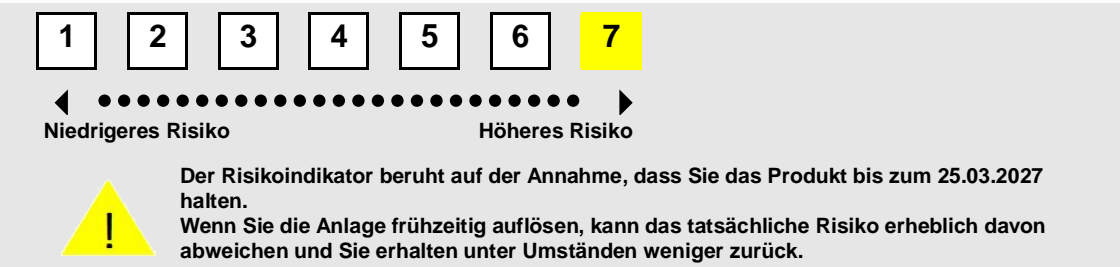 1 2 3 4 5 6 7
Niedrigeres Risiko Höheres Risiko
Der Risikoindikator beruht auf der Annahme, dass Sie das Produkt bis zum 25.03.2027
halten.
Wenn Sie die Anlage frühzeitig auflösen, kann das tatsächliche Risiko erheblich davon
abweichen und Sie erhalten unter Umständen weniger zurück.
!